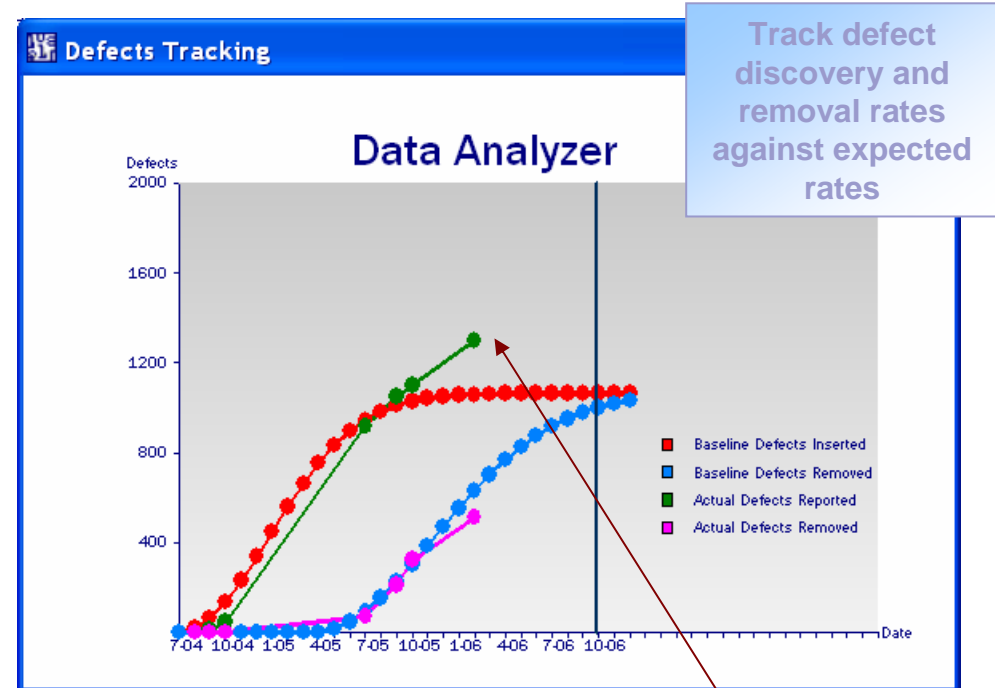 Defects Tracking
Track defect
discovery and
removal rates
against expected
rates
Data Analyzer
Defects
2000
1600
1200
800
400
Baseline Defects Inserted
Baseline Defects Removed
Actual Defects Reported
Actual Defects Removed
7-04 10-04 1-05 4-05 7-05 10-05 1-06 4-06 7-06 10-06 Date